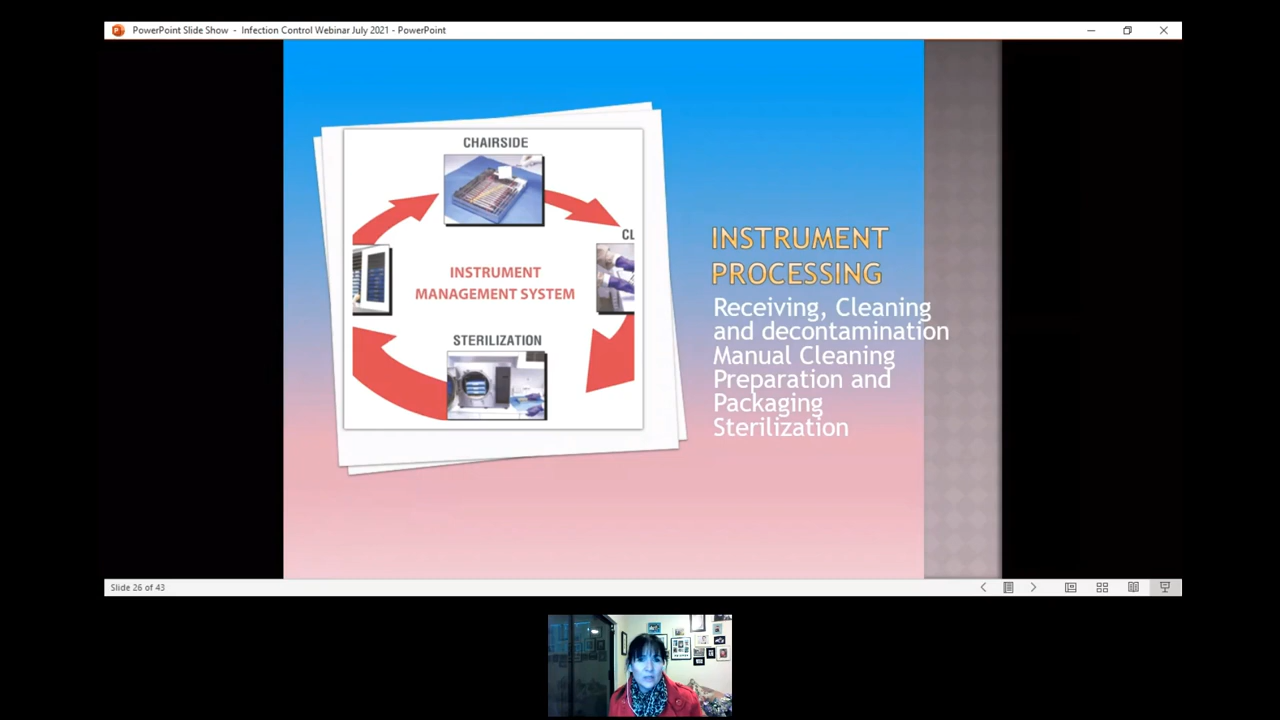 PowerPoint Slide Show - Infection Control Webinar July 2021 - PowerPoint
CHAIRSIDE
CL
INSTRUMENT
MANAGEMENT SYSTEM
STERILIZATION
INSTRUMENT
PROCESSING
Receiving, Cleaning
and decontamination
Manual Cleaning
Preparation and
Packaging
Sterilization
Slide 26 of 43